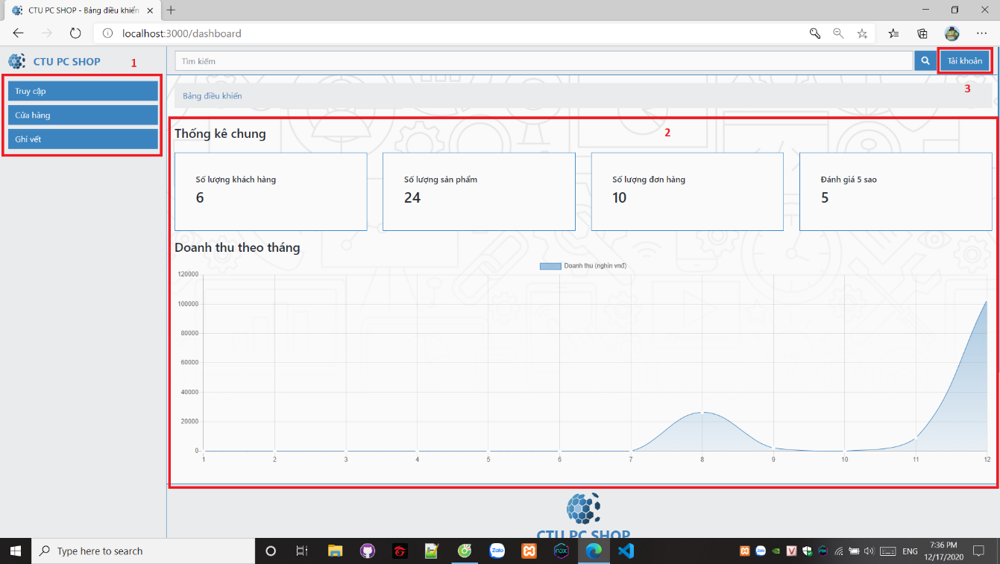 CTU PC SHOP - Bảng điều khiển
localhost:3000/dashboard
CTU PC SHOP
1
Tìm kiếm
Tài khoản
3
Truy cập
Cửa hàng
Ghi vết
Bảng điều khiển
2
Thống kê chung
Số lượng khách hàng
6
Số lượng sản phẩm
24
Số lượng đơn hàng
10
Đánh giá 5 sao
5
Doanh thu theo tháng
Doanh thu (nghìn vnđ)
120000
100000
80000
60000
40000
20000
0
1 2 3 4 5 6 7 8 9 10 11 12
CTU PC SHOP
Type here to search
Zalo
ENG
7:36 PM
12/17/2020